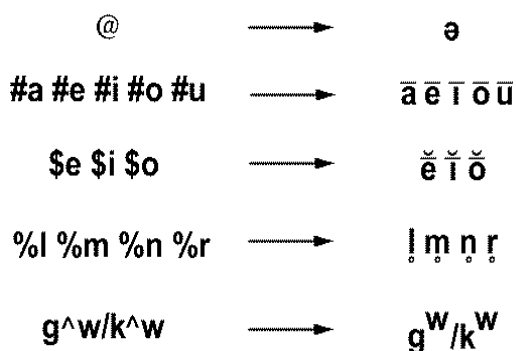 @ → ə
#a #e #i #o #u → ā ē ī ō ū
$e $i $o → ē̆ ī̆ ō̆
%l %m %n %r → l̥ m̥ n̥ r̥
g^w/k^w → gʷ/kʷ